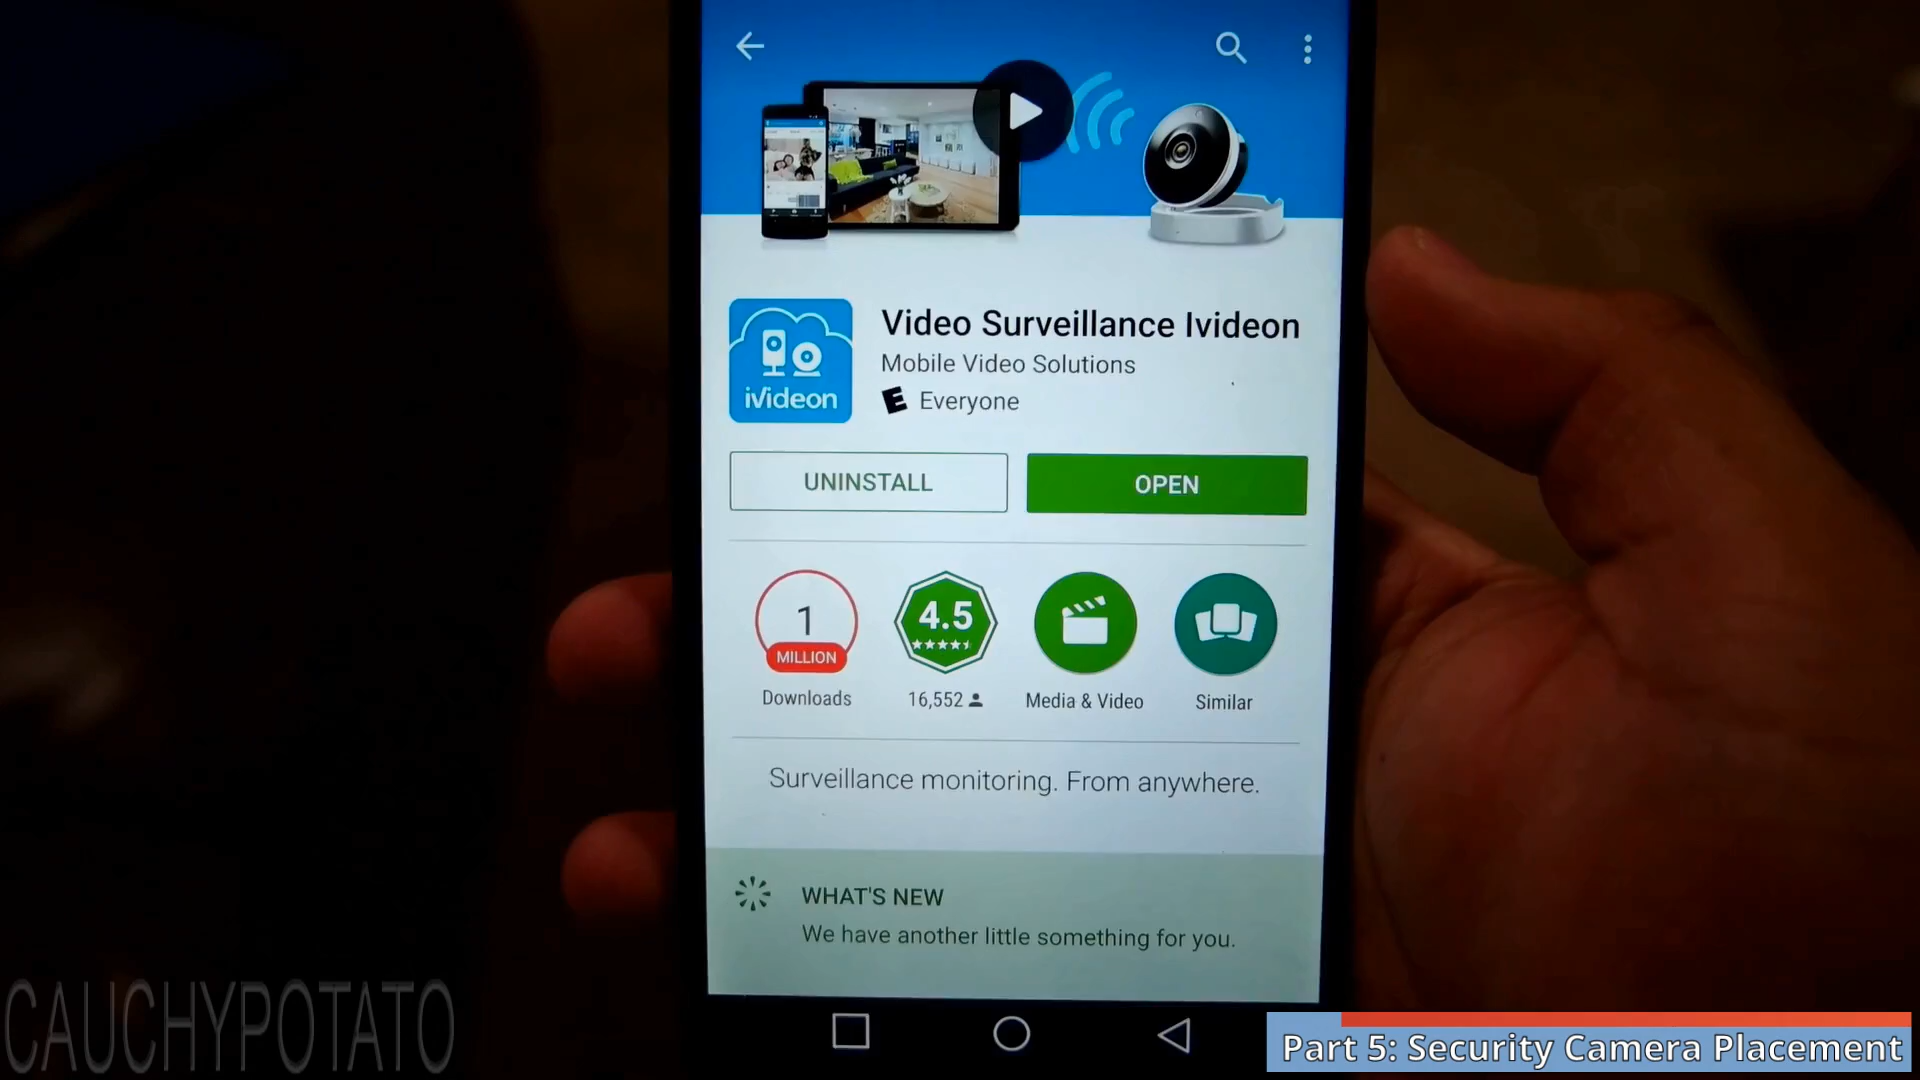 Video Surveillance Ivideon
Mobile Video Solutions
E Everyone
iVideon
UNINSTALL
OPEN
1
MILLION
Downloads
4.5
16,552
Media & Video
Similar
Surveillance monitoring. From anywhere.
WHAT'S NEW
We have another little something for you.
CAUCHYPOTATO
Part 5: Security Camera Placement